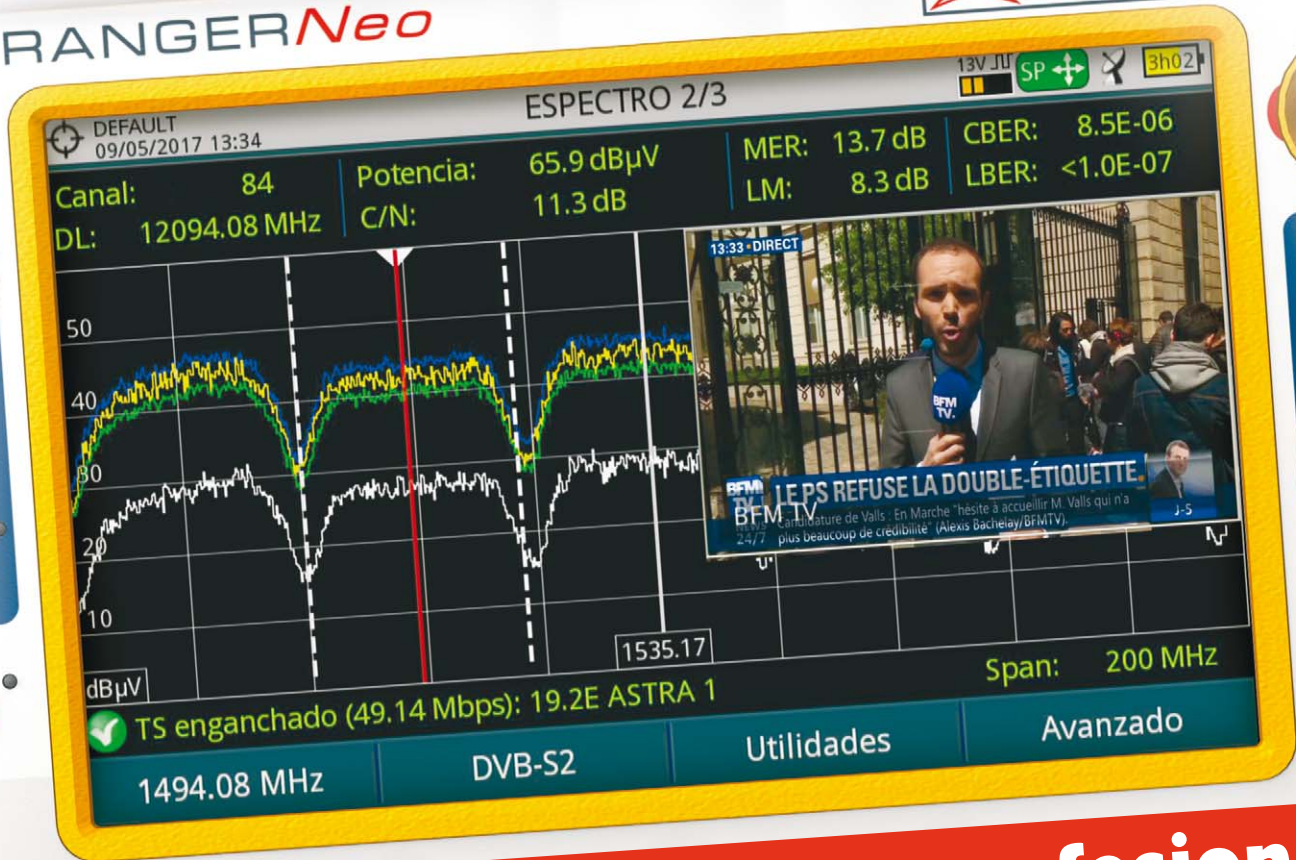 RANGERNeo
DEFAULT
09/05/2017 13:34
ESPECTRO 2/3
13V
SP
3h02
Canal: 84
DL: 12094.08 MHz
Potencia: 65.9 dBµV
C/N: 11.3 dB
MER: 13.7 dB
LM: 8.3 dB
CBER: 8.5E-06
LBER: <1.0E-07
50
40
30
20
10
dBµV
1535.17
13:33 • DIRECT
BFM TV.
BFM TV
LE PS REFUSE LA DOUBLE-ÉTIQUETTE.
BFM TV
NEWS 24/7
Candidature de Valls : En Marche "hésite à accueillir M. Valls qui n'a
plus beaucoup de crédibilité" (Alexis Bachelay/BFMTV).
J-5
Span: 200 MHz
TS enganchado (49.14 Mbps): 19.2E ASTRA 1
1494.08 MHz
DVB-S2
Utilidades
Avanzado